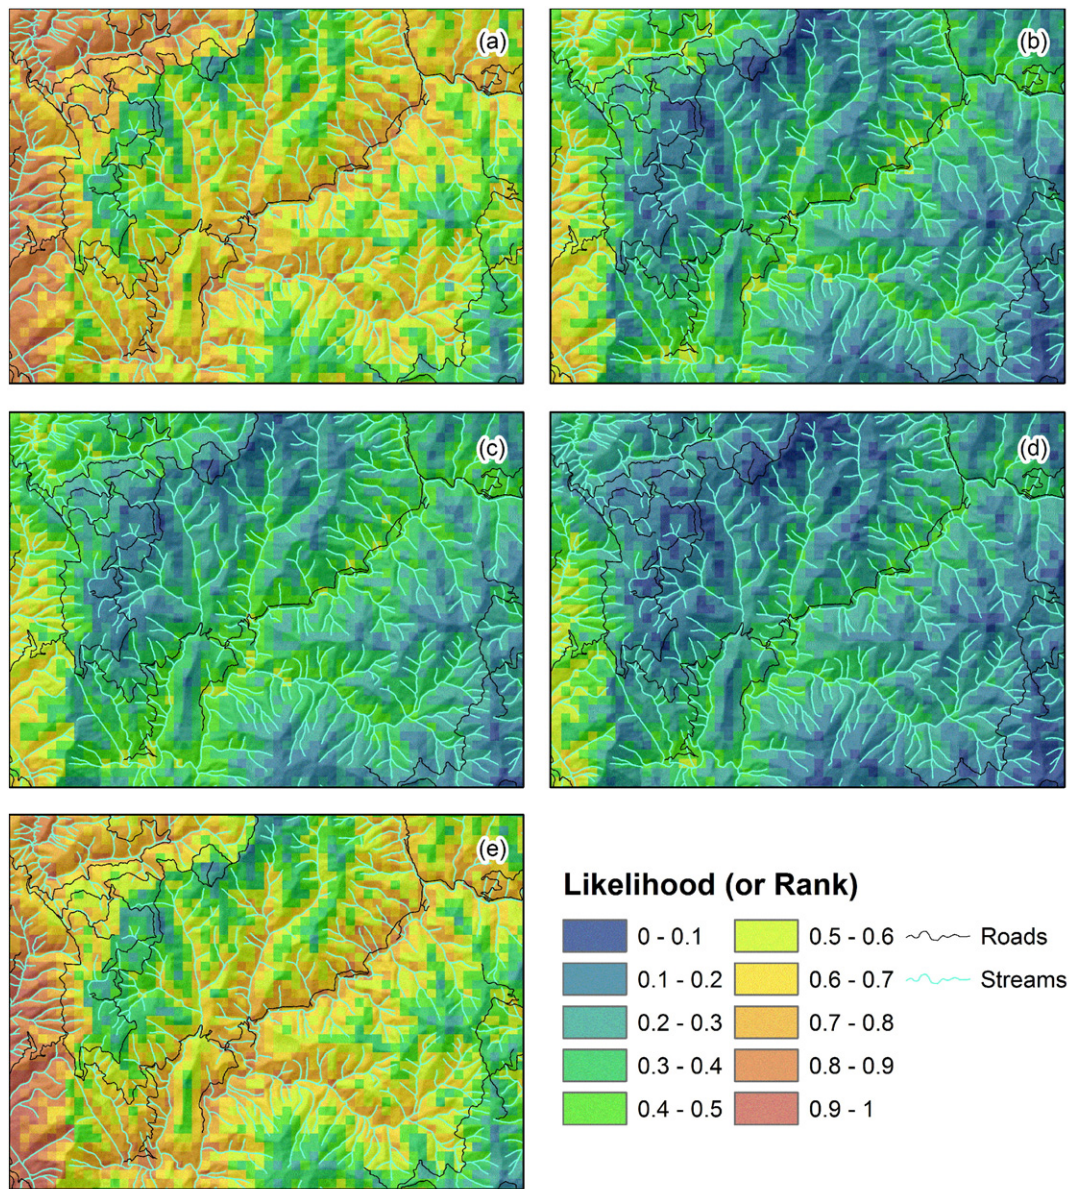 (a)
(b)
(c)
(d)
(e)
Likelihood (or Rank)
0 - 0.1
0.5 - 0.6
Roads
0.1 - 0.2
0.6 - 0.7
Streams
0.2 - 0.3
0.7 - 0.8
0.3 - 0.4
0.8 - 0.9
0.4 - 0.5
0.9 - 1